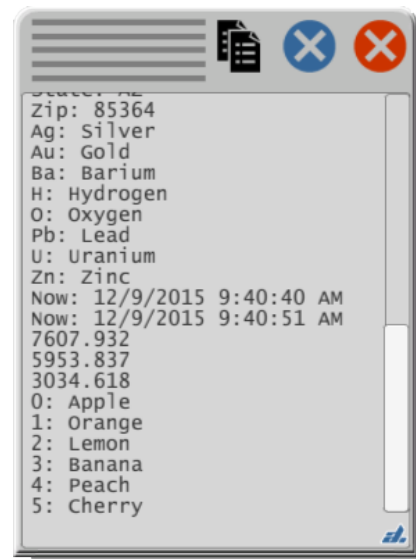 State: AZ
Zip: 85364
Ag: Silver
Au: Gold
Ba: Barium
H: Hydrogen
O: Oxygen
Pb: Lead
U: Uranium
Zn: Zinc
Now: 12/9/2015 9:40:40 AM
Now: 12/9/2015 9:40:51 AM
7607.932
5953.837
3034.618
0: Apple
1: Orange
2: Lemon
3: Banana
4: Peach
5: Cherry